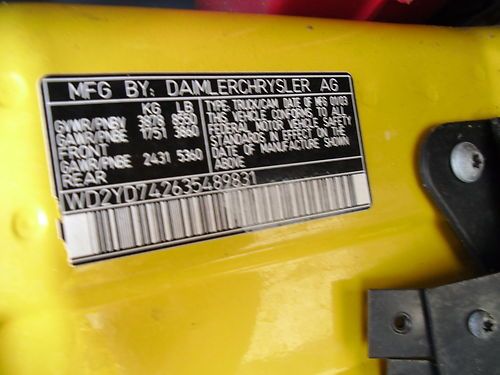 MFG BY: DAIMLERCHRYSLER AG
KG LB
GVWR/PNBV 3878 8550
GAWR/PNBE 1751 3860
FRONT
GAWR/PNBE 2431 5360
REAR
TYPE: TRUCK/CAM. DATE OF MFG 01/03
THIS VEHICLE CONFORMS TO ALL
FEDERAL MOTOR VEHICLE SAFETY
STANDARDS IN EFFECT ON THE
DATE OF MANUFACTURE SHOWN
ABOVE
WD2YD742635489831